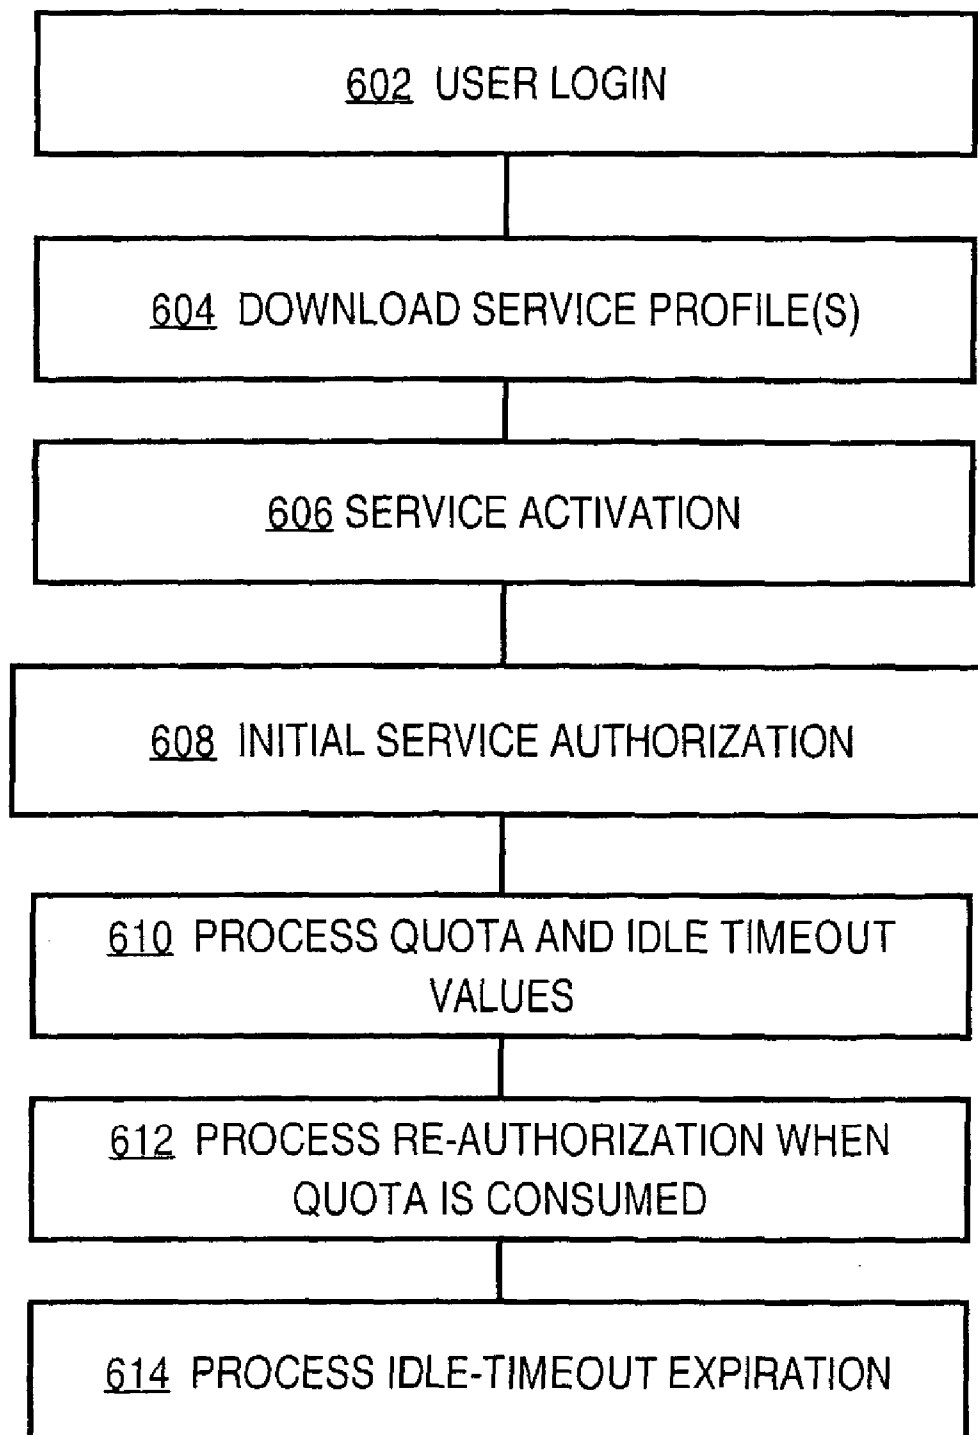 602 USER LOGIN
604 DOWNLOAD SERVICE PROFILE(S)
606 SERVICE ACTIVATION
608 INITIAL SERVICE AUTHORIZATION
610 PROCESS QUOTA AND IDLE TIMEOUT
VALUES
612 PROCESS RE-AUTHORIZATION WHEN
QUOTA IS CONSUMED
614 PROCESS IDLE-TIMEOUT EXPIRATION